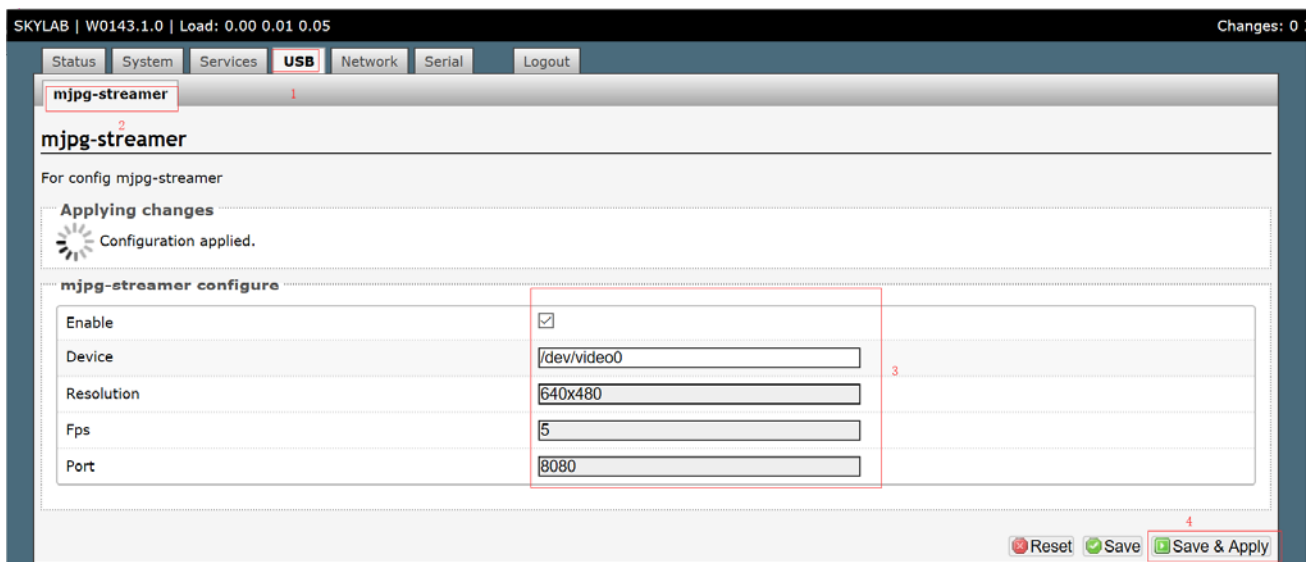 SKYLAB | W0143.1.0 | Load: 0.00 0.01 0.05 Changes: 0
Status System Services USB Network Serial Logout
mjpg-streamer 1
2
mjpg-streamer
For config mjpg-streamer
Applying changes
Configuration applied.
mjpg-streamer configure
Enable
Device /dev/video0
3
Resolution 640x480
Fps 5
Port 8080
4
Reset Save Save & Apply